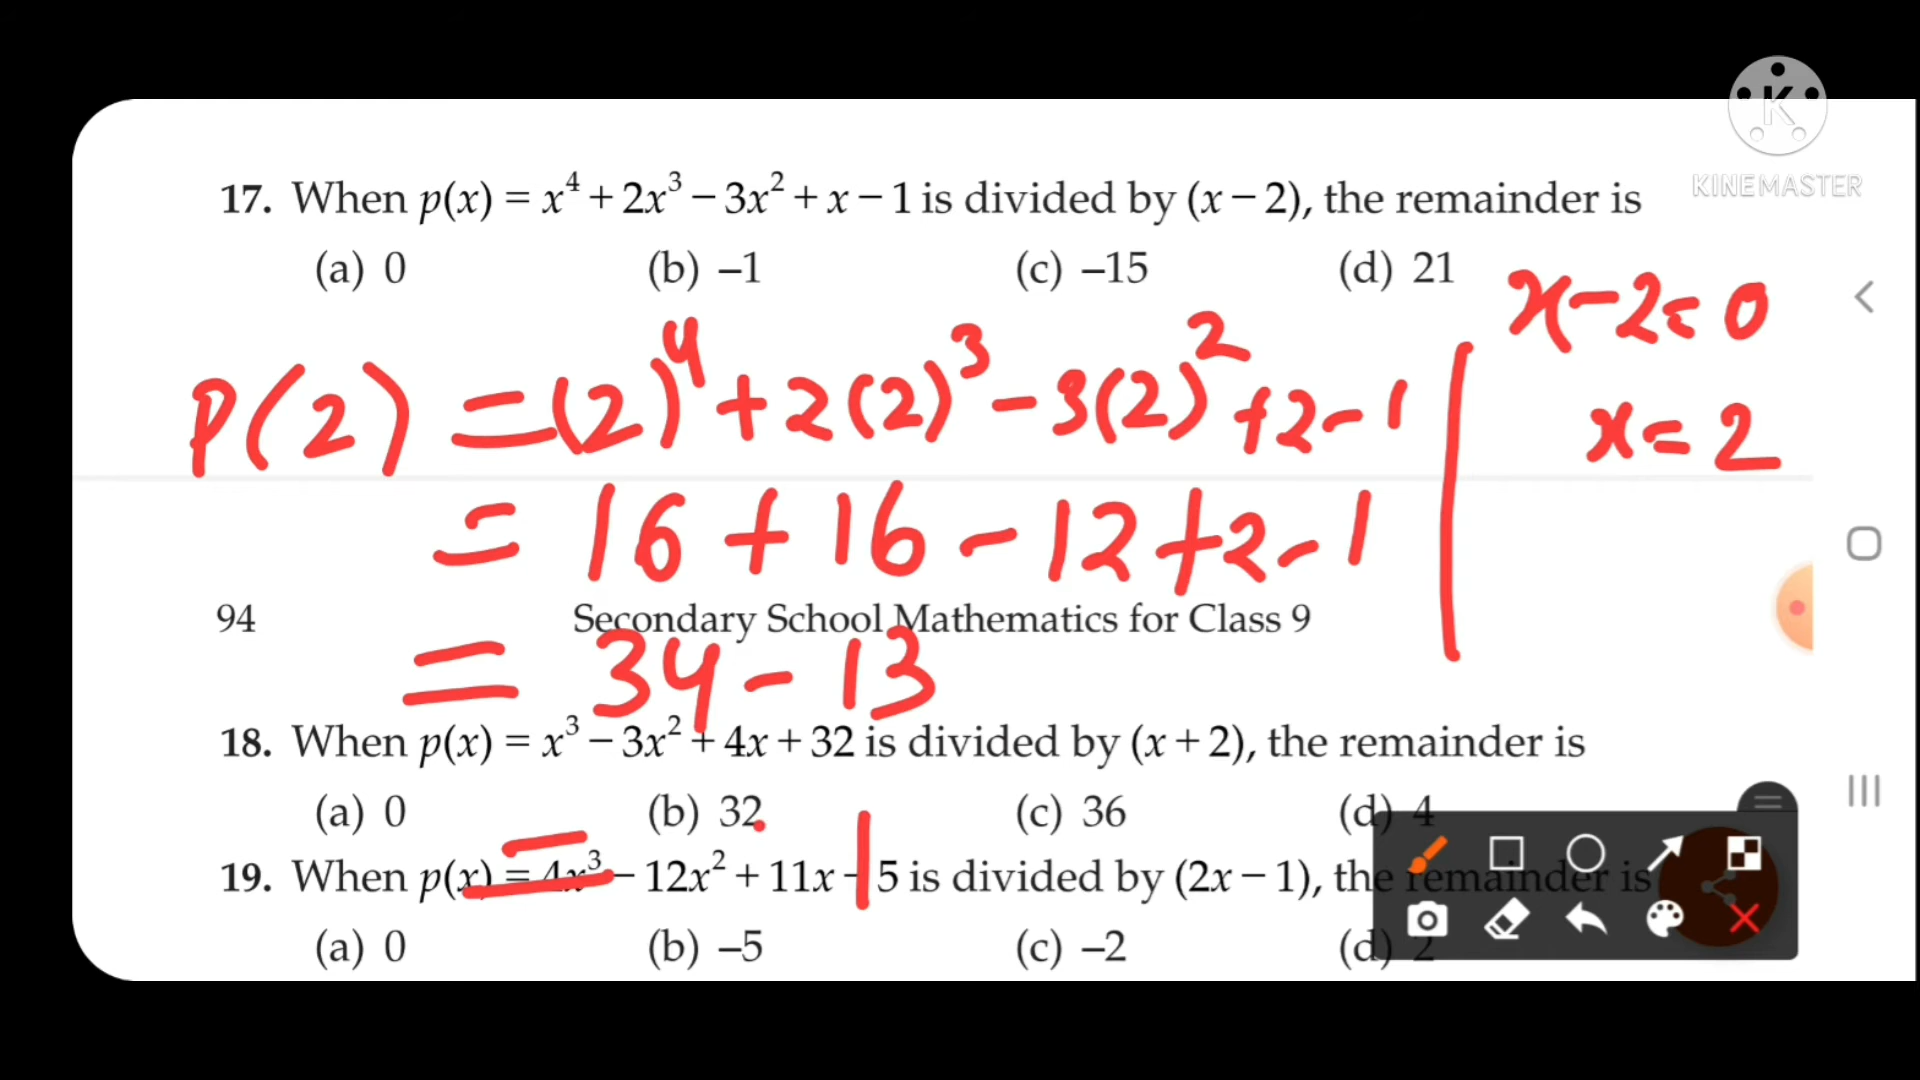 KINEMASTER
17. When p(x) = x⁴ + 2x³ − 3x² + x − 1 is divided by (x − 2), the remainder is
(a) 0 (b) –1 (c) –15 (d) 21
x-2=0
P(2) = (2)⁴ + 2(2)³ - 3(2)² + 2 - 1
x = 2
= 16 + 16 - 12 + 2 - 1
94 Secondary School Mathematics for Class 9
= 34 - 13
18. When p(x) = x³ − 3x² + 4x + 32 is divided by (x + 2), the remainder is
(a) 0 (b) 32 (c) 36 (d) 4
=
19. When p(x) = 4x³ − 12x² + 11x − 5 is divided by (2x − 1), the remainder is
(a) 0 (b) –5 (c) –2 (d) 2